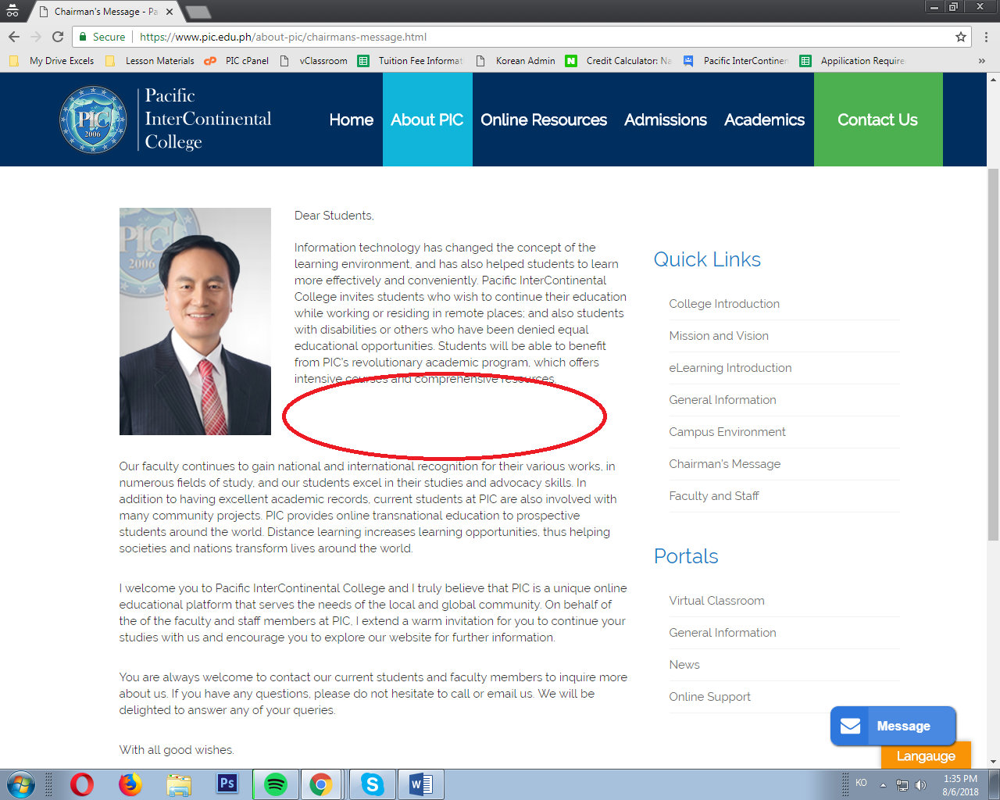 Chairman's Message - Pa
Secure
https://www.pic.edu.ph/about-pic/chairmans-message.html
My Drive Excels
Lesson Materials
cP
PIC cPanel
vClassroom
Tuition Fee Informat
Korean Admin
N
Credit Calculator: Na
Pacific InterContinen
Appilication Require
»
PIC
2006
Pacific
InterContinental
College
Home
About PIC
Online Resources
Admissions
Academics
Contact Us
PIC
2006
Dear Students,
Information technology has changed the concept of the
learning environment, and has also helped students to learn
more effectively and conveniently. Pacific InterContinental
College invites students who wish to continue their education
while working or residing in remote places; and also students
with disabilities or others who have been denied equal
educational opportunities. Students will be able to benefit
from PIC's revolutionary academic program, which offers
intensive courses and comprehensive resources.
Our faculty continues to gain national and international recognition for their various works, in
numerous fields of study, and our students excel in their studies and advocacy skills. In
addition to having excellent academic records, current students at PIC are also involved with
many community projects. PIC provides online transnational education to prospective
students around the world. Distance learning increases learning opportunities, thus helping
societies and nations transform lives around the world.
I welcome you to Pacific InterContinental College and I truly believe that PIC is a unique online
educational platform that serves the needs of the local and global community. On behalf of
the of the faculty and staff members at PIC, I extend a warm invitation for you to continue your
studies with us and encourage you to explore our website for further information.
You are always welcome to contact our current students and faculty members to inquire more
about us. If you have any questions, please do not hesitate to call or email us. We will be
delighted to answer any of your queries.
With all good wishes.
Quick Links
College Introduction
Mission and Vision
eLearning Introduction
General Information
Campus Environment
Chairman's Message
Faculty and Staff
Portals
Virtual Classroom
General Information
News
Online Support
Message
Langauge
Ps
KO
1:35 PM
8/6/2018